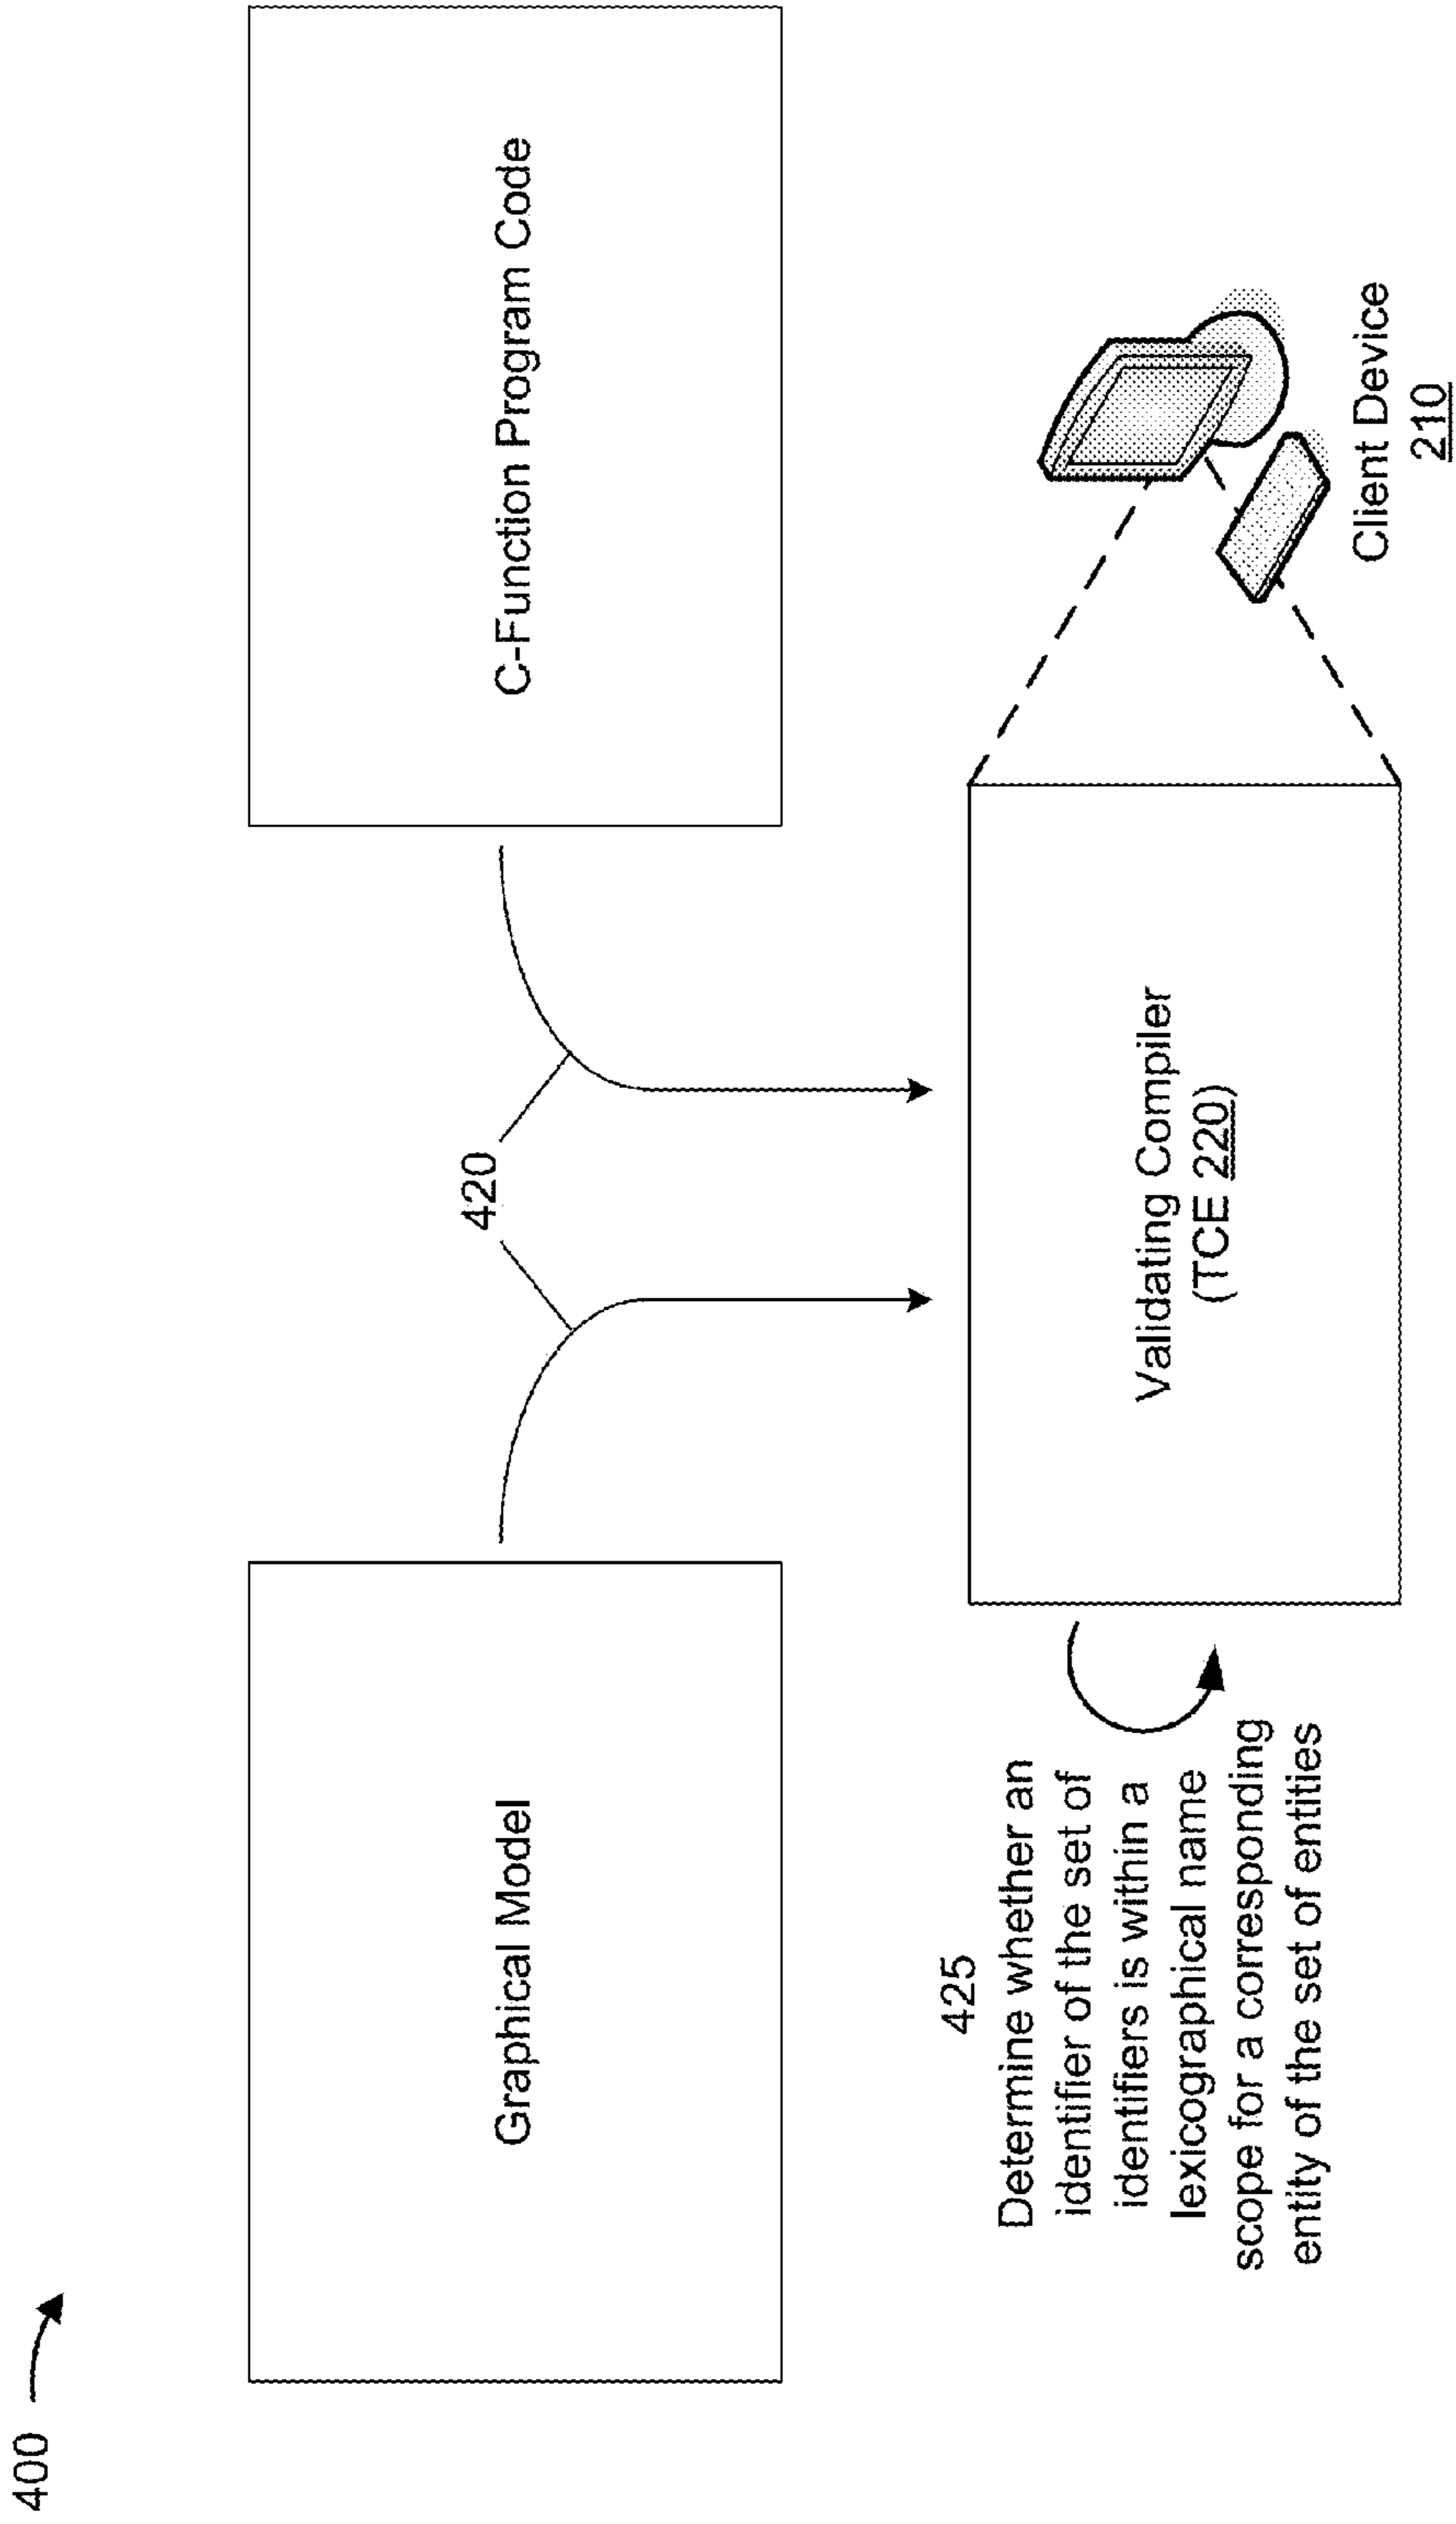 400
Graphical Model
C-Function Program Code
420
425
Determine whether an
identifier of the set of
identifiers is within a
lexicographical name
scope for a corresponding
entity of the set of entities
Validating Compiler
(TCE 220)
Client Device
210